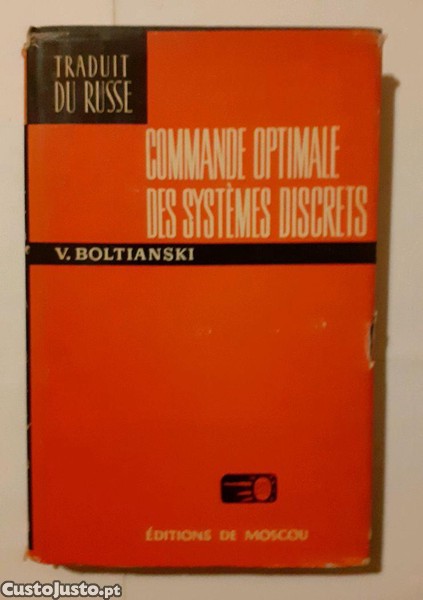 TRADUIT
DU RUSSE
COMMANDE OPTIMALE
DES SYSTÈMES DISCRETS
V. BOLTIANSKI
ÉDITIONS DE MOSCOU
CustoJusto.pt